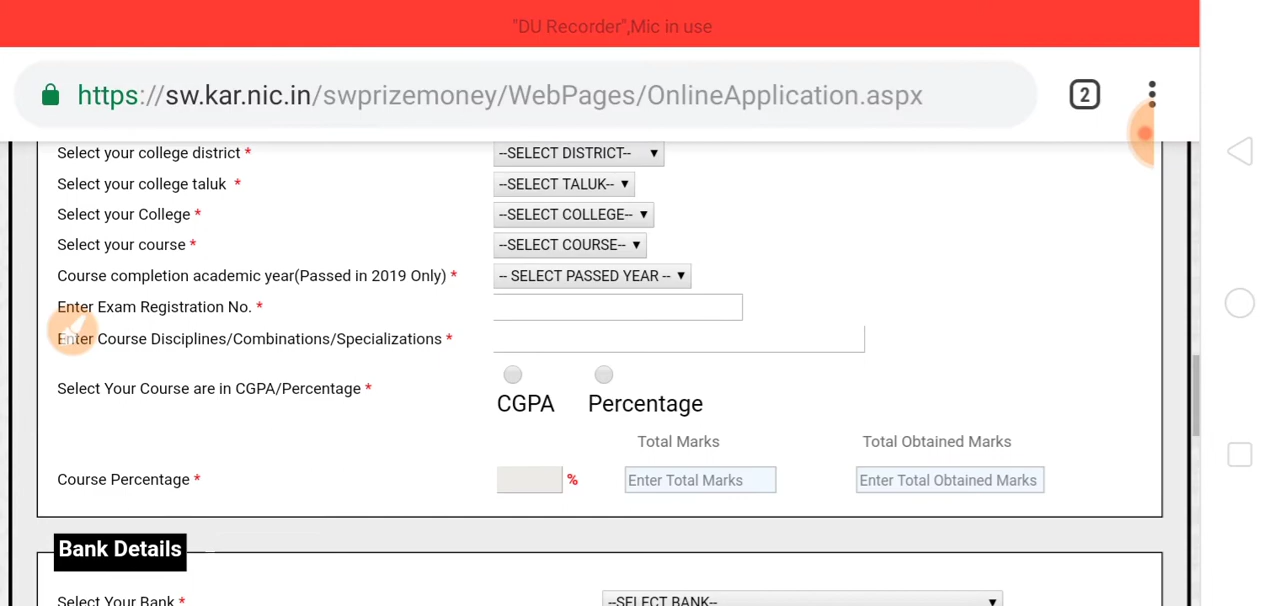 "DU Recorder",Mic in use
https://sw.kar.nic.in/swprizemoney/WebPages/OnlineApplication.aspx
2
Select your college district * --SELECT DISTRICT--
Select your college taluk * --SELECT TALUK--
Select your College * --SELECT COLLEGE--
Select your course * --SELECT COURSE--
Course completion academic year(Passed in 2019 Only) * -- SELECT PASSED YEAR --
Enter Exam Registration No. *
Enter Course Disciplines/Combinations/Specializations *
Select Your Course are in CGPA/Percentage *
CGPA Percentage
Total Marks Total Obtained Marks
Course Percentage * % Enter Total Marks Enter Total Obtained Marks
Bank Details
Select Your Bank * --SELECT BANK--